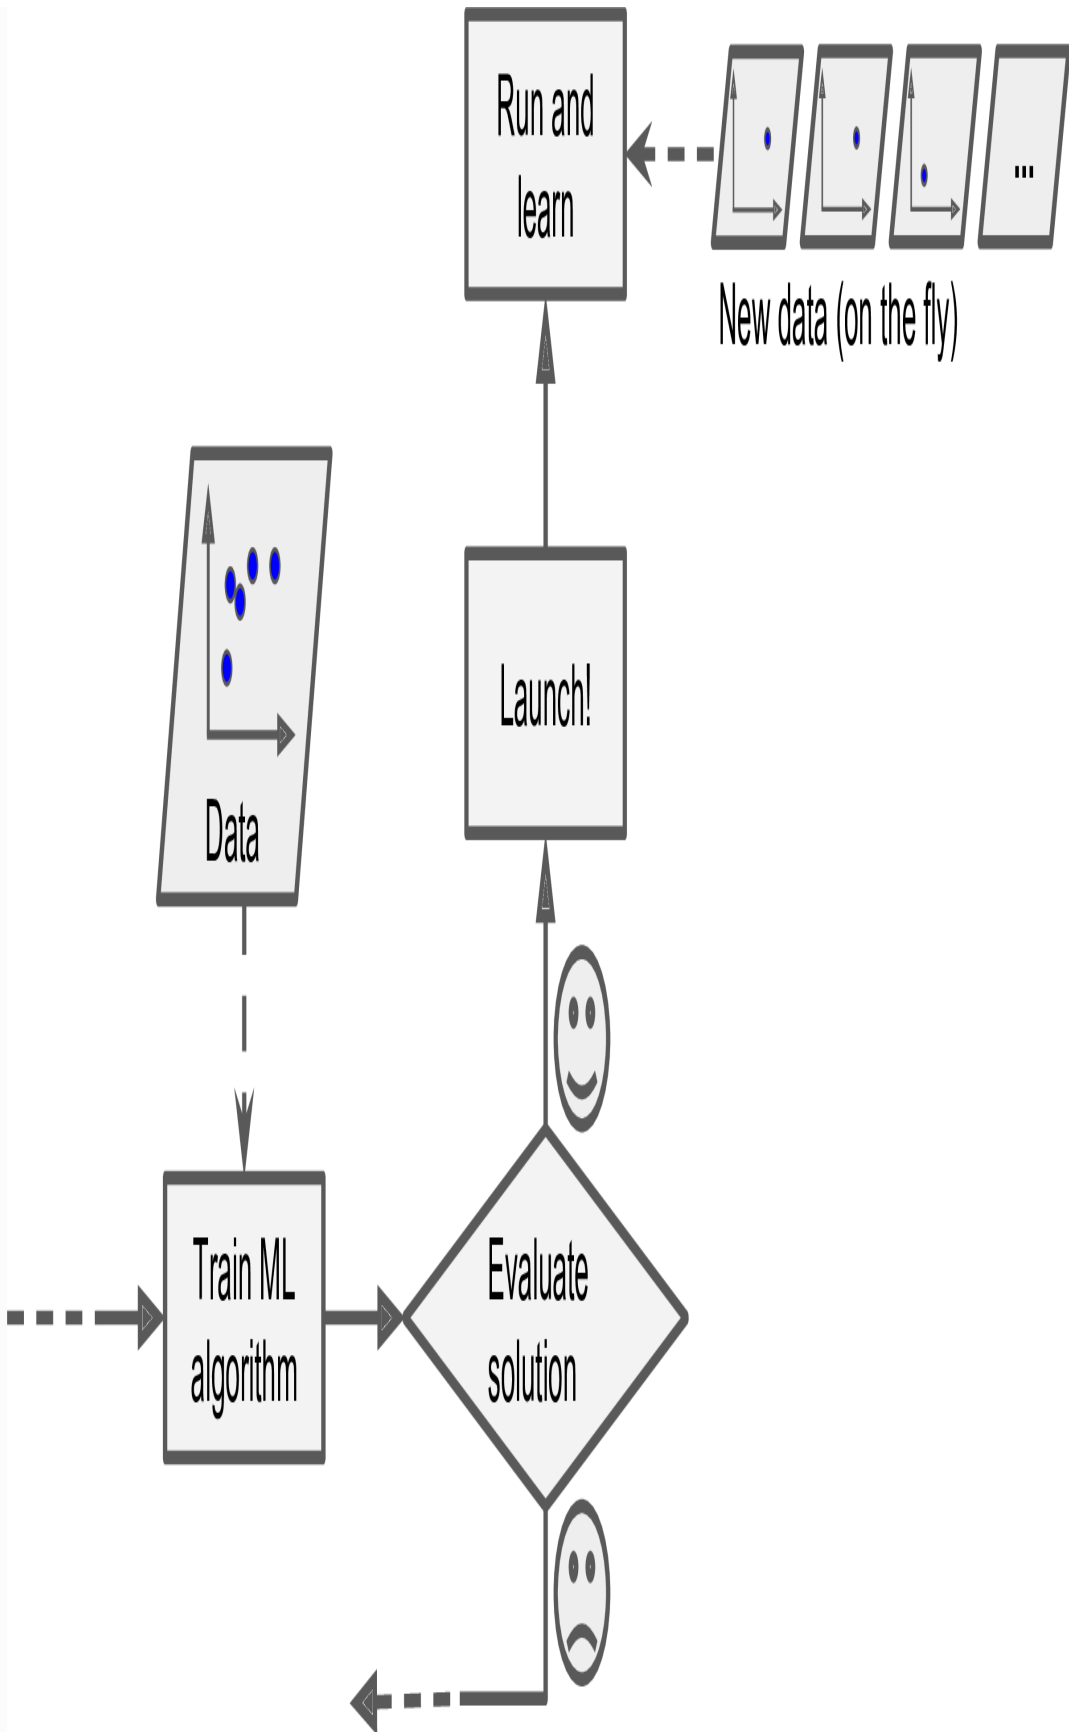 Run and
learn
...
New data (on the fly)
Launch!
Data
Train ML
algorithm
Evaluate
solution